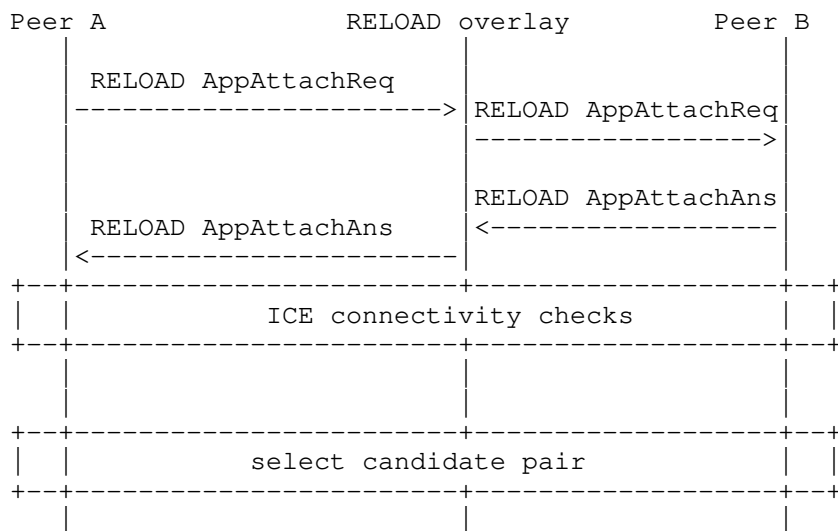 Peer A RELOAD overlay Peer B
RELOAD AppAttachReq
RELOAD AppAttachReq
RELOAD AppAttachAns
RELOAD AppAttachAns
ICE connectivity checks
select candidate pair